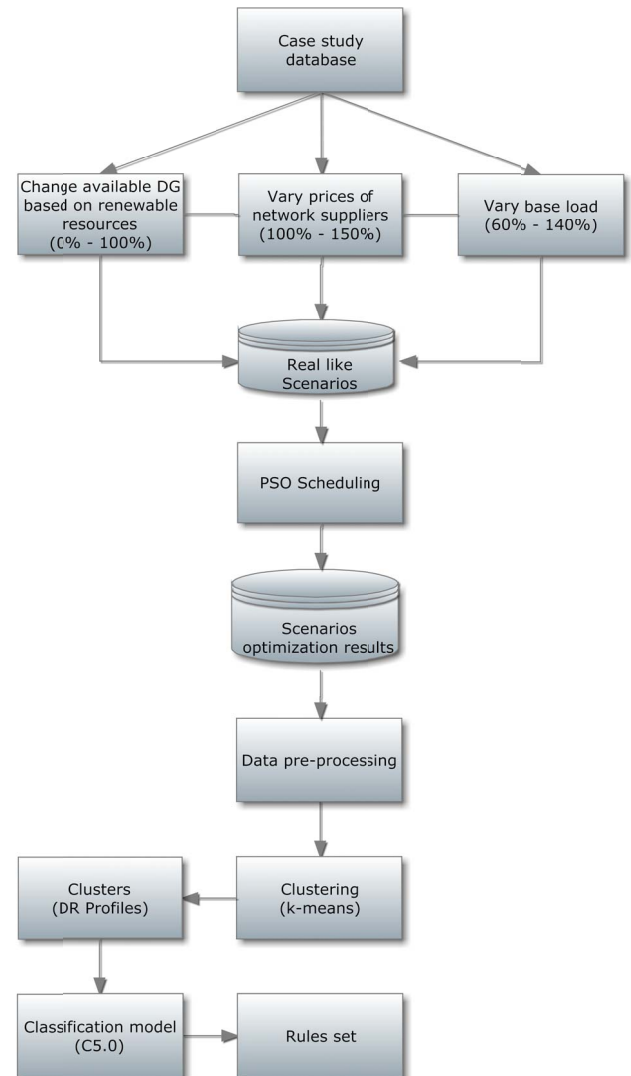 Case study
database
Change available DG
based on renewable
resources
(0% - 100%)
Vary prices of
network suppliers
(100% - 150%)
Vary base load
(60% - 140%)
Real like
Scenarios
PSO Scheduling
Scenarios
optimization results
Data pre-processing
Clustering
(k-means)
Clusters
(DR Profiles)
Classification model
(C5.0)
Rules set